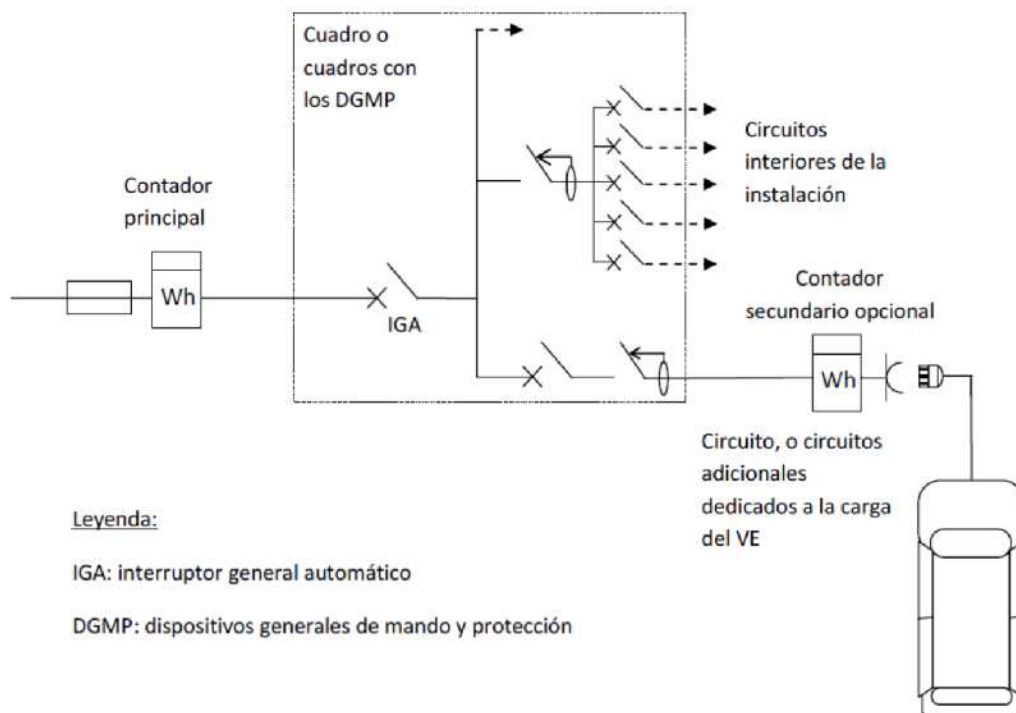 Cuadro o
cuadros con
los DGMP
Circuitos
interiores de la
instalación
Contador
principal
Wh
IGA
Contador
secundario opcional
Wh
Circuito, o circuitos
adicionales
dedicados a la carga
del VE
Leyenda:
IGA: interruptor general automático
DGMP: dispositivos generales de mando y protección